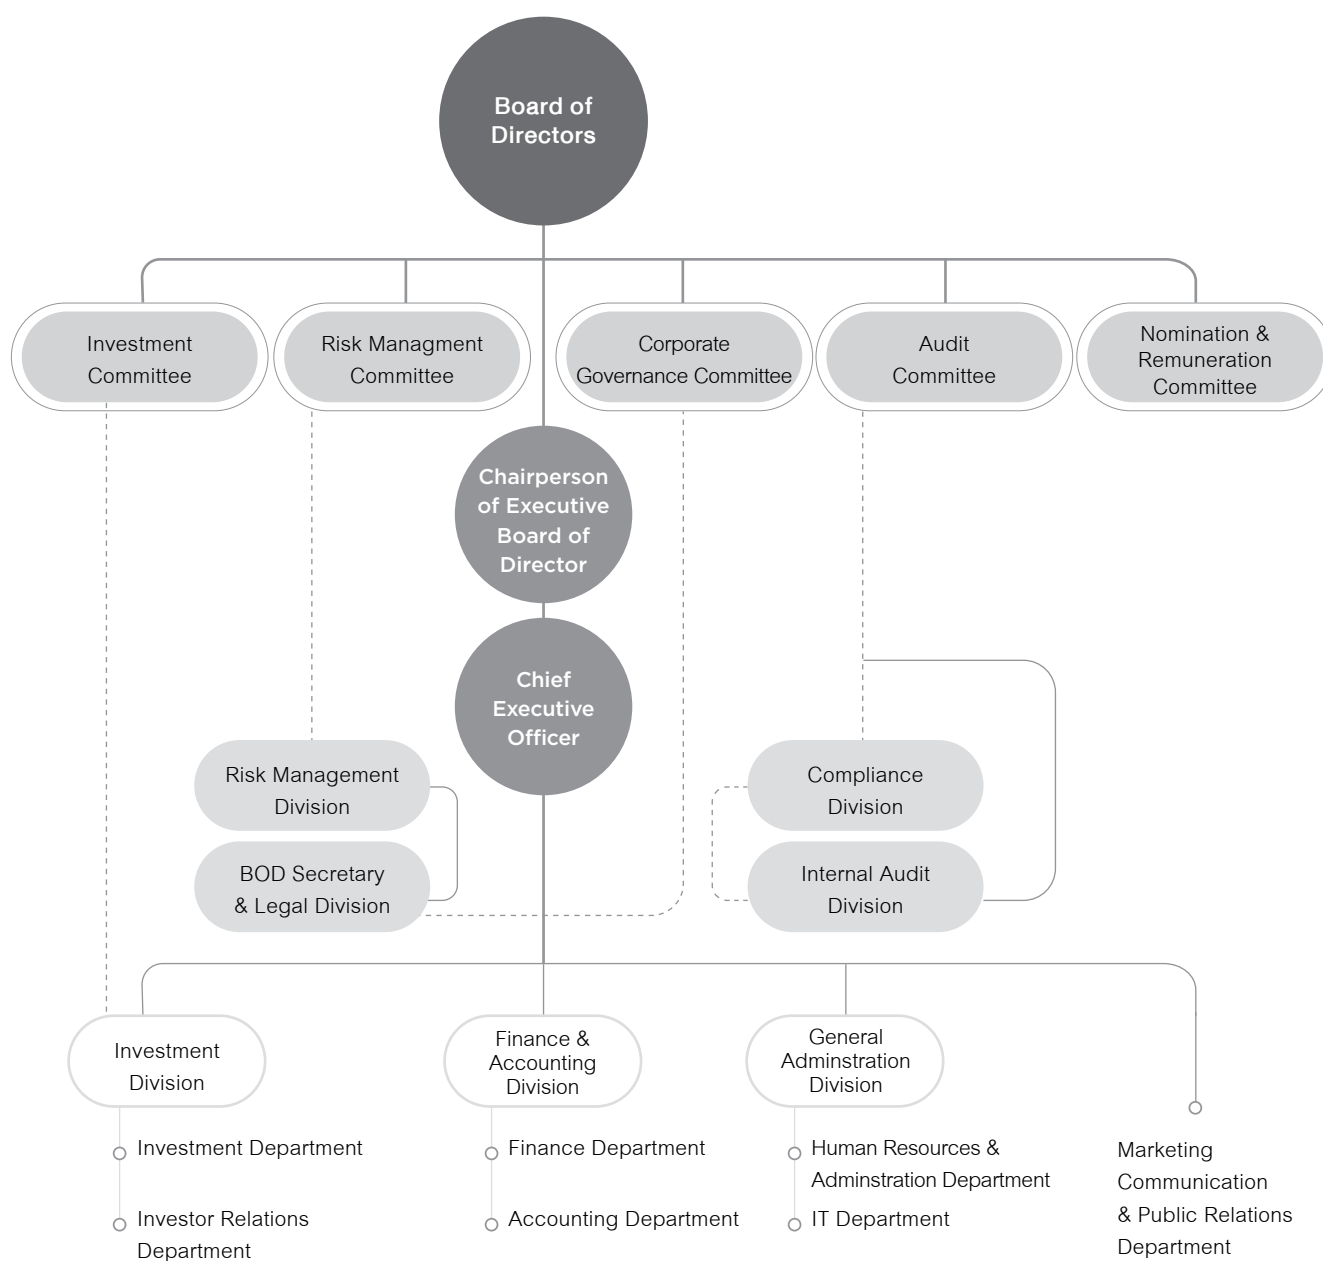 Board of
Directors
Investment
Committee
Risk Managment
Committee
Corporate
Governance Committee
Audit
Committee
Nomination &
Remuneration
Committee
Chairperson
of Executive
Board of
Director
Chief
Executive
Officer
Risk Management
Division
BOD Secretary
& Legal Division
Compliance
Division
Internal Audit
Division
Investment
Division
Finance &
Accounting
Division
General
Adminstration
Division
Investment Department
Investor Relations
Department
Finance Department
Accounting Department
Human Resources &
Adminstration Department
IT Department
Marketing
Communication
& Public Relations
Department